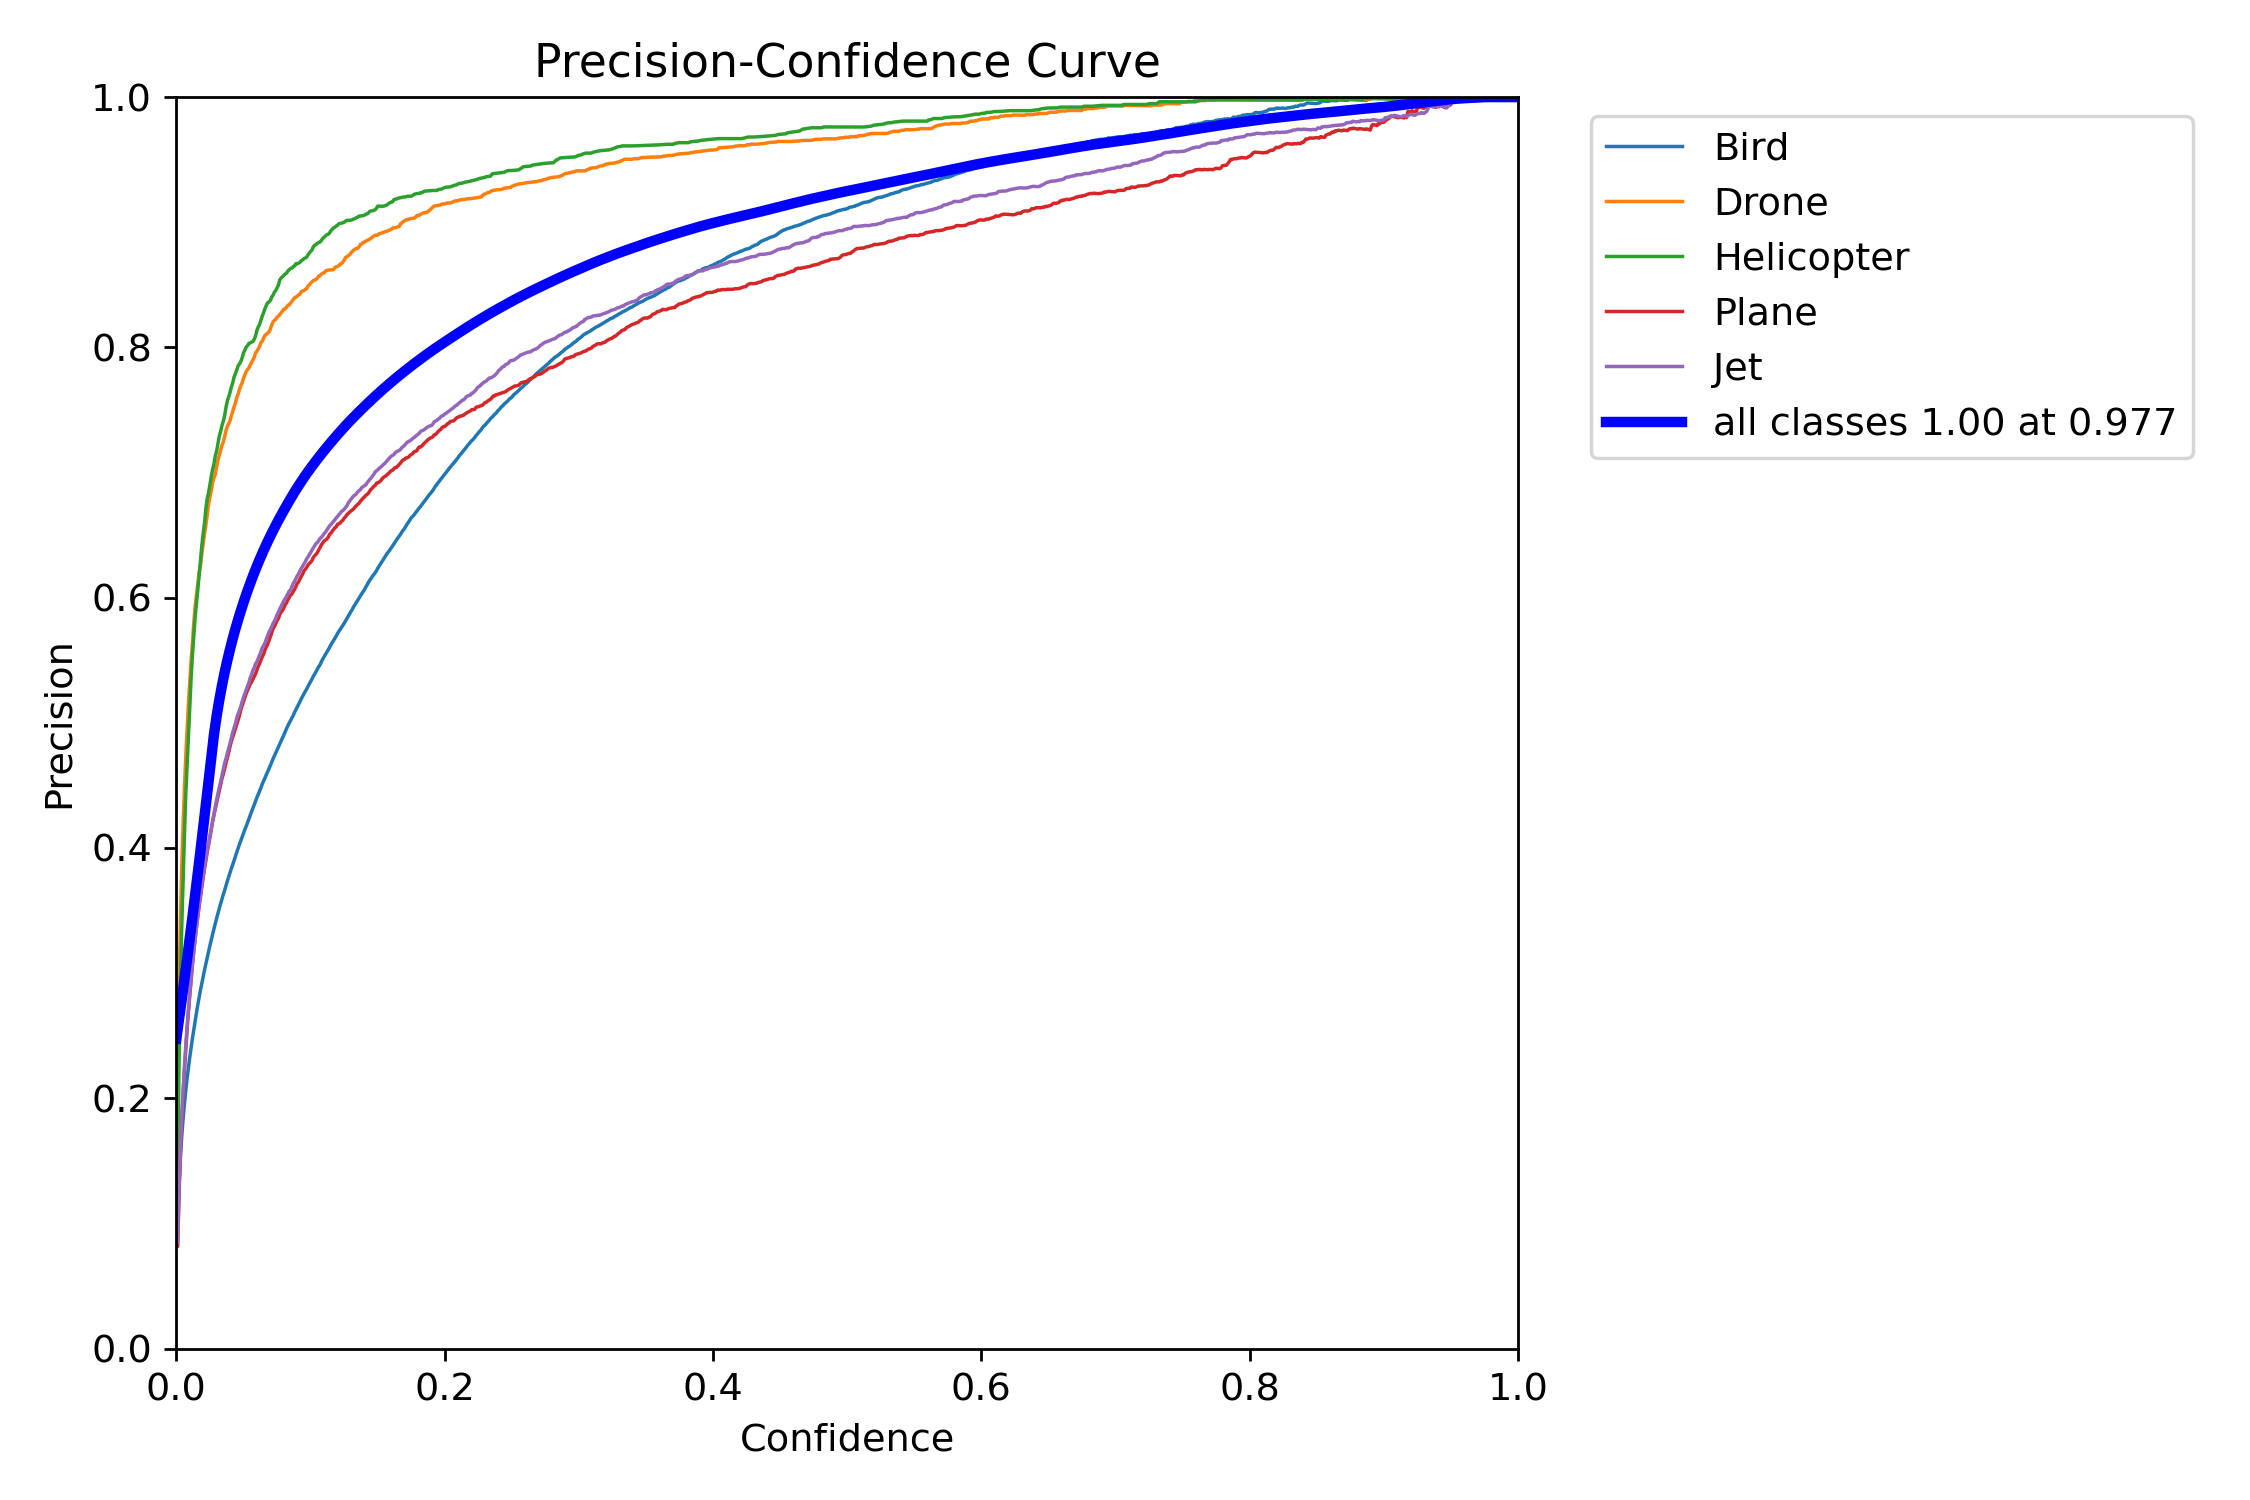 Precision-Confidence Curve
1.0
0.8
0.6
0.4
0.2
0.0
Precision
0.0 0.2 0.4 0.6 0.8 1.0
Confidence
Bird
Drone
Helicopter
Plane
Jet
all classes 1.00 at 0.977